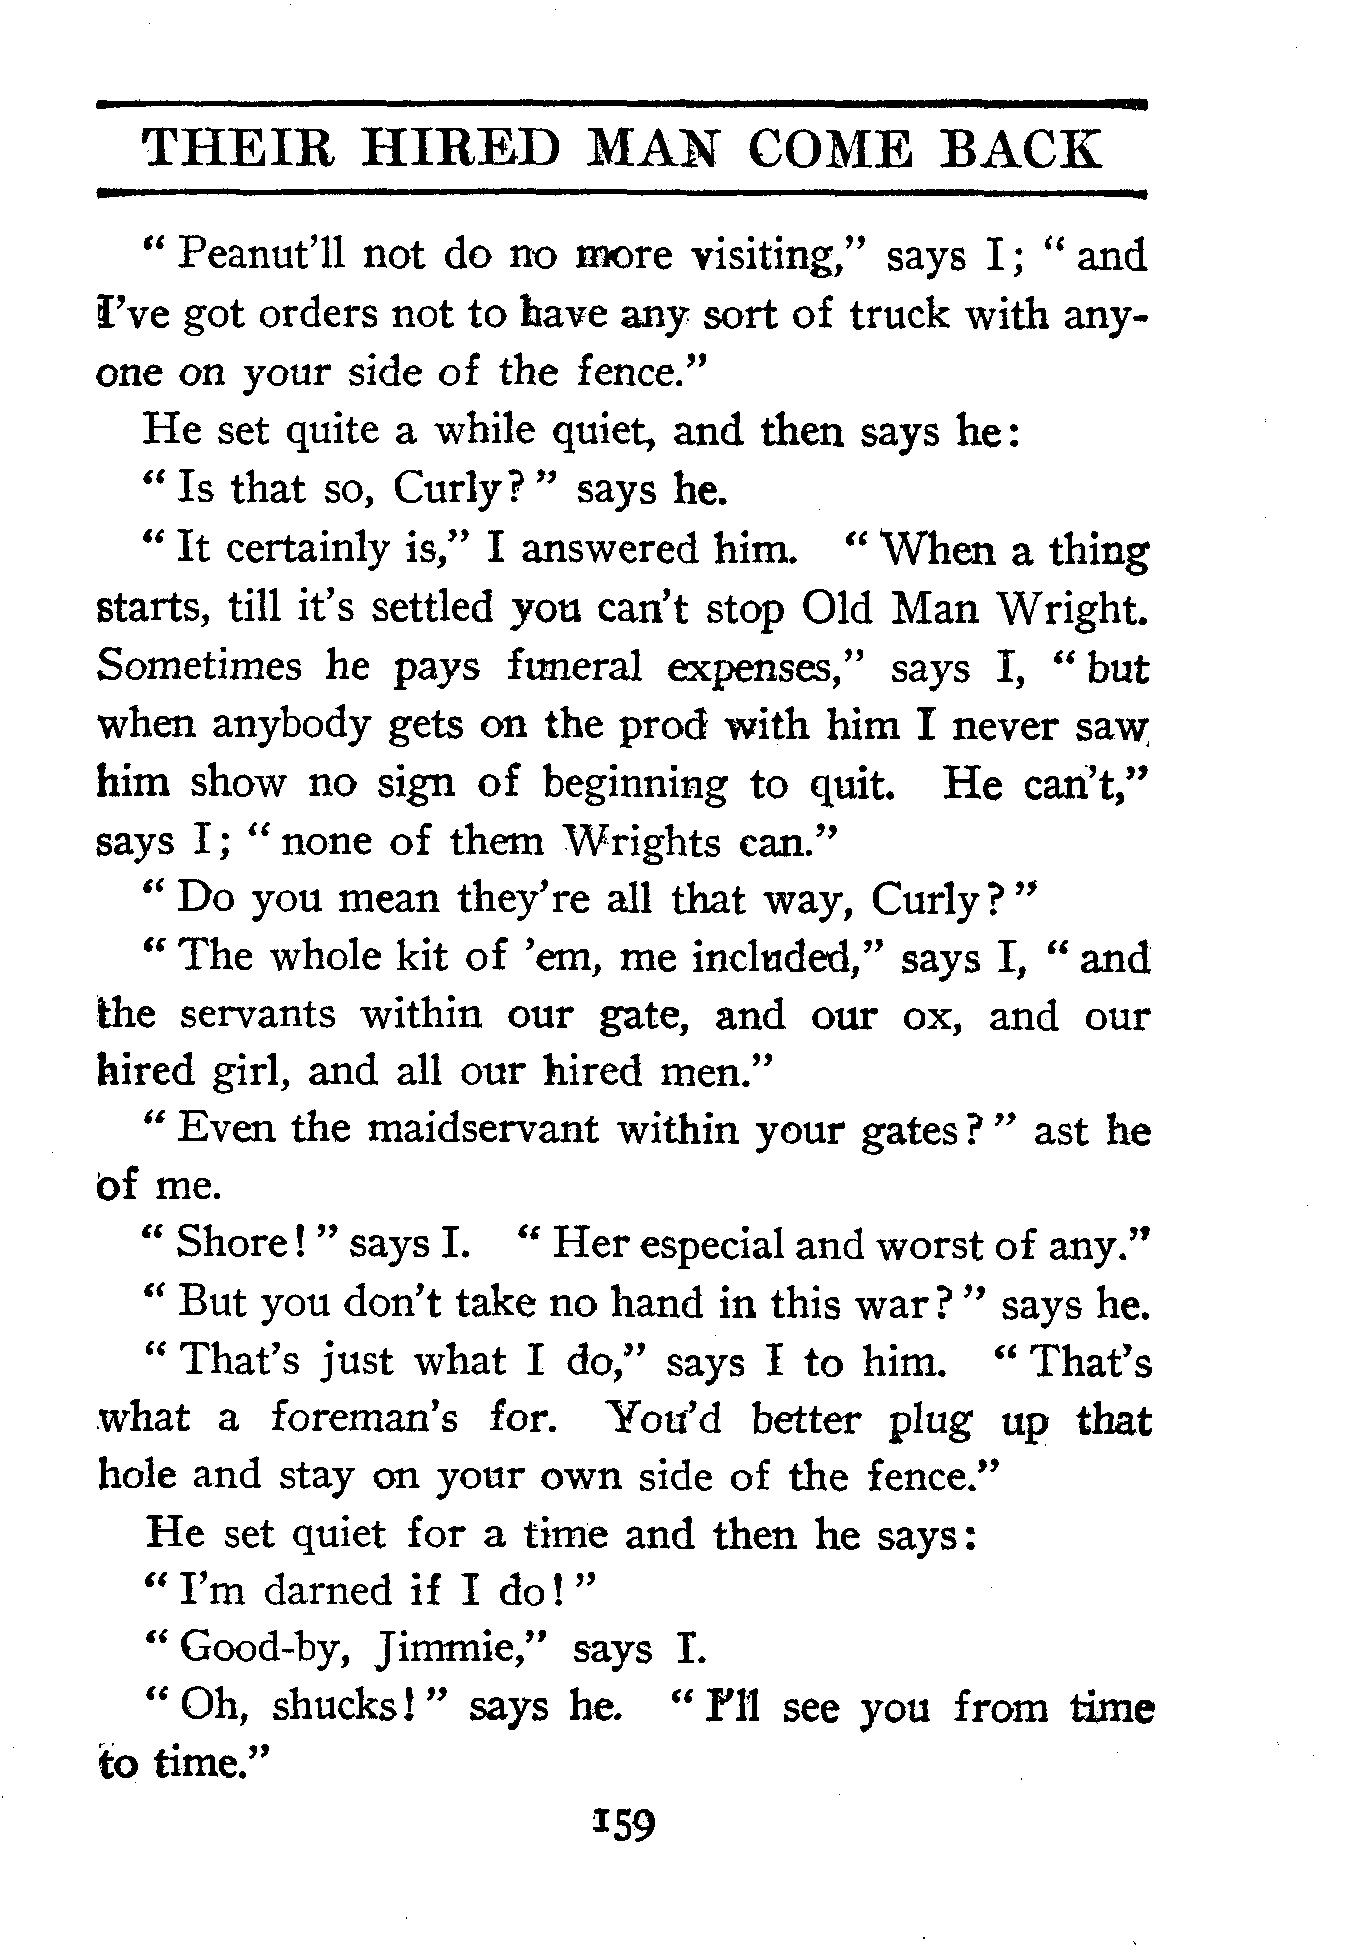 THEIR HIRED MAN COME BACK
“ Peanut’ll not do no more visiting,” says I; “ and
I’ve got orders not to have any sort of truck with any-
one on your side of the fence.”
He set quite a while quiet, and then says he:
“ Is that so, Curly? ” says he.
“ It certainly is,” I answered him. “ When a thing
starts, till it’s settled you can’t stop Old Man Wright.
Sometimes he pays funeral expenses,” says I, “ but
when anybody gets on the prod with him I never saw
him show no sign of beginning to quit. He can’t,”
says I; “ none of them Wrights can.”
“ Do you mean they’re all that way, Curly? ”
“ The whole kit of ’em, me included,” says I, “ and
the servants within our gate, and our ox, and our
hired girl, and all our hired men.”
“ Even the maidservant within your gates? ” ast he
of me.
“ Shore! ” says I. “ Her especial and worst of any.”
“ But you don’t take no hand in this war? ” says he.
“ That’s just what I do,” says I to him. “ That’s
what a foreman’s for. You’d better plug up that
hole and stay on your own side of the fence.”
He set quiet for a time and then he says:
“ I’m darned if I do! ”
“ Good-by, Jimmie,” says I.
“ Oh, shucks! ” says he. “ I’ll see you from time
to time.”
159